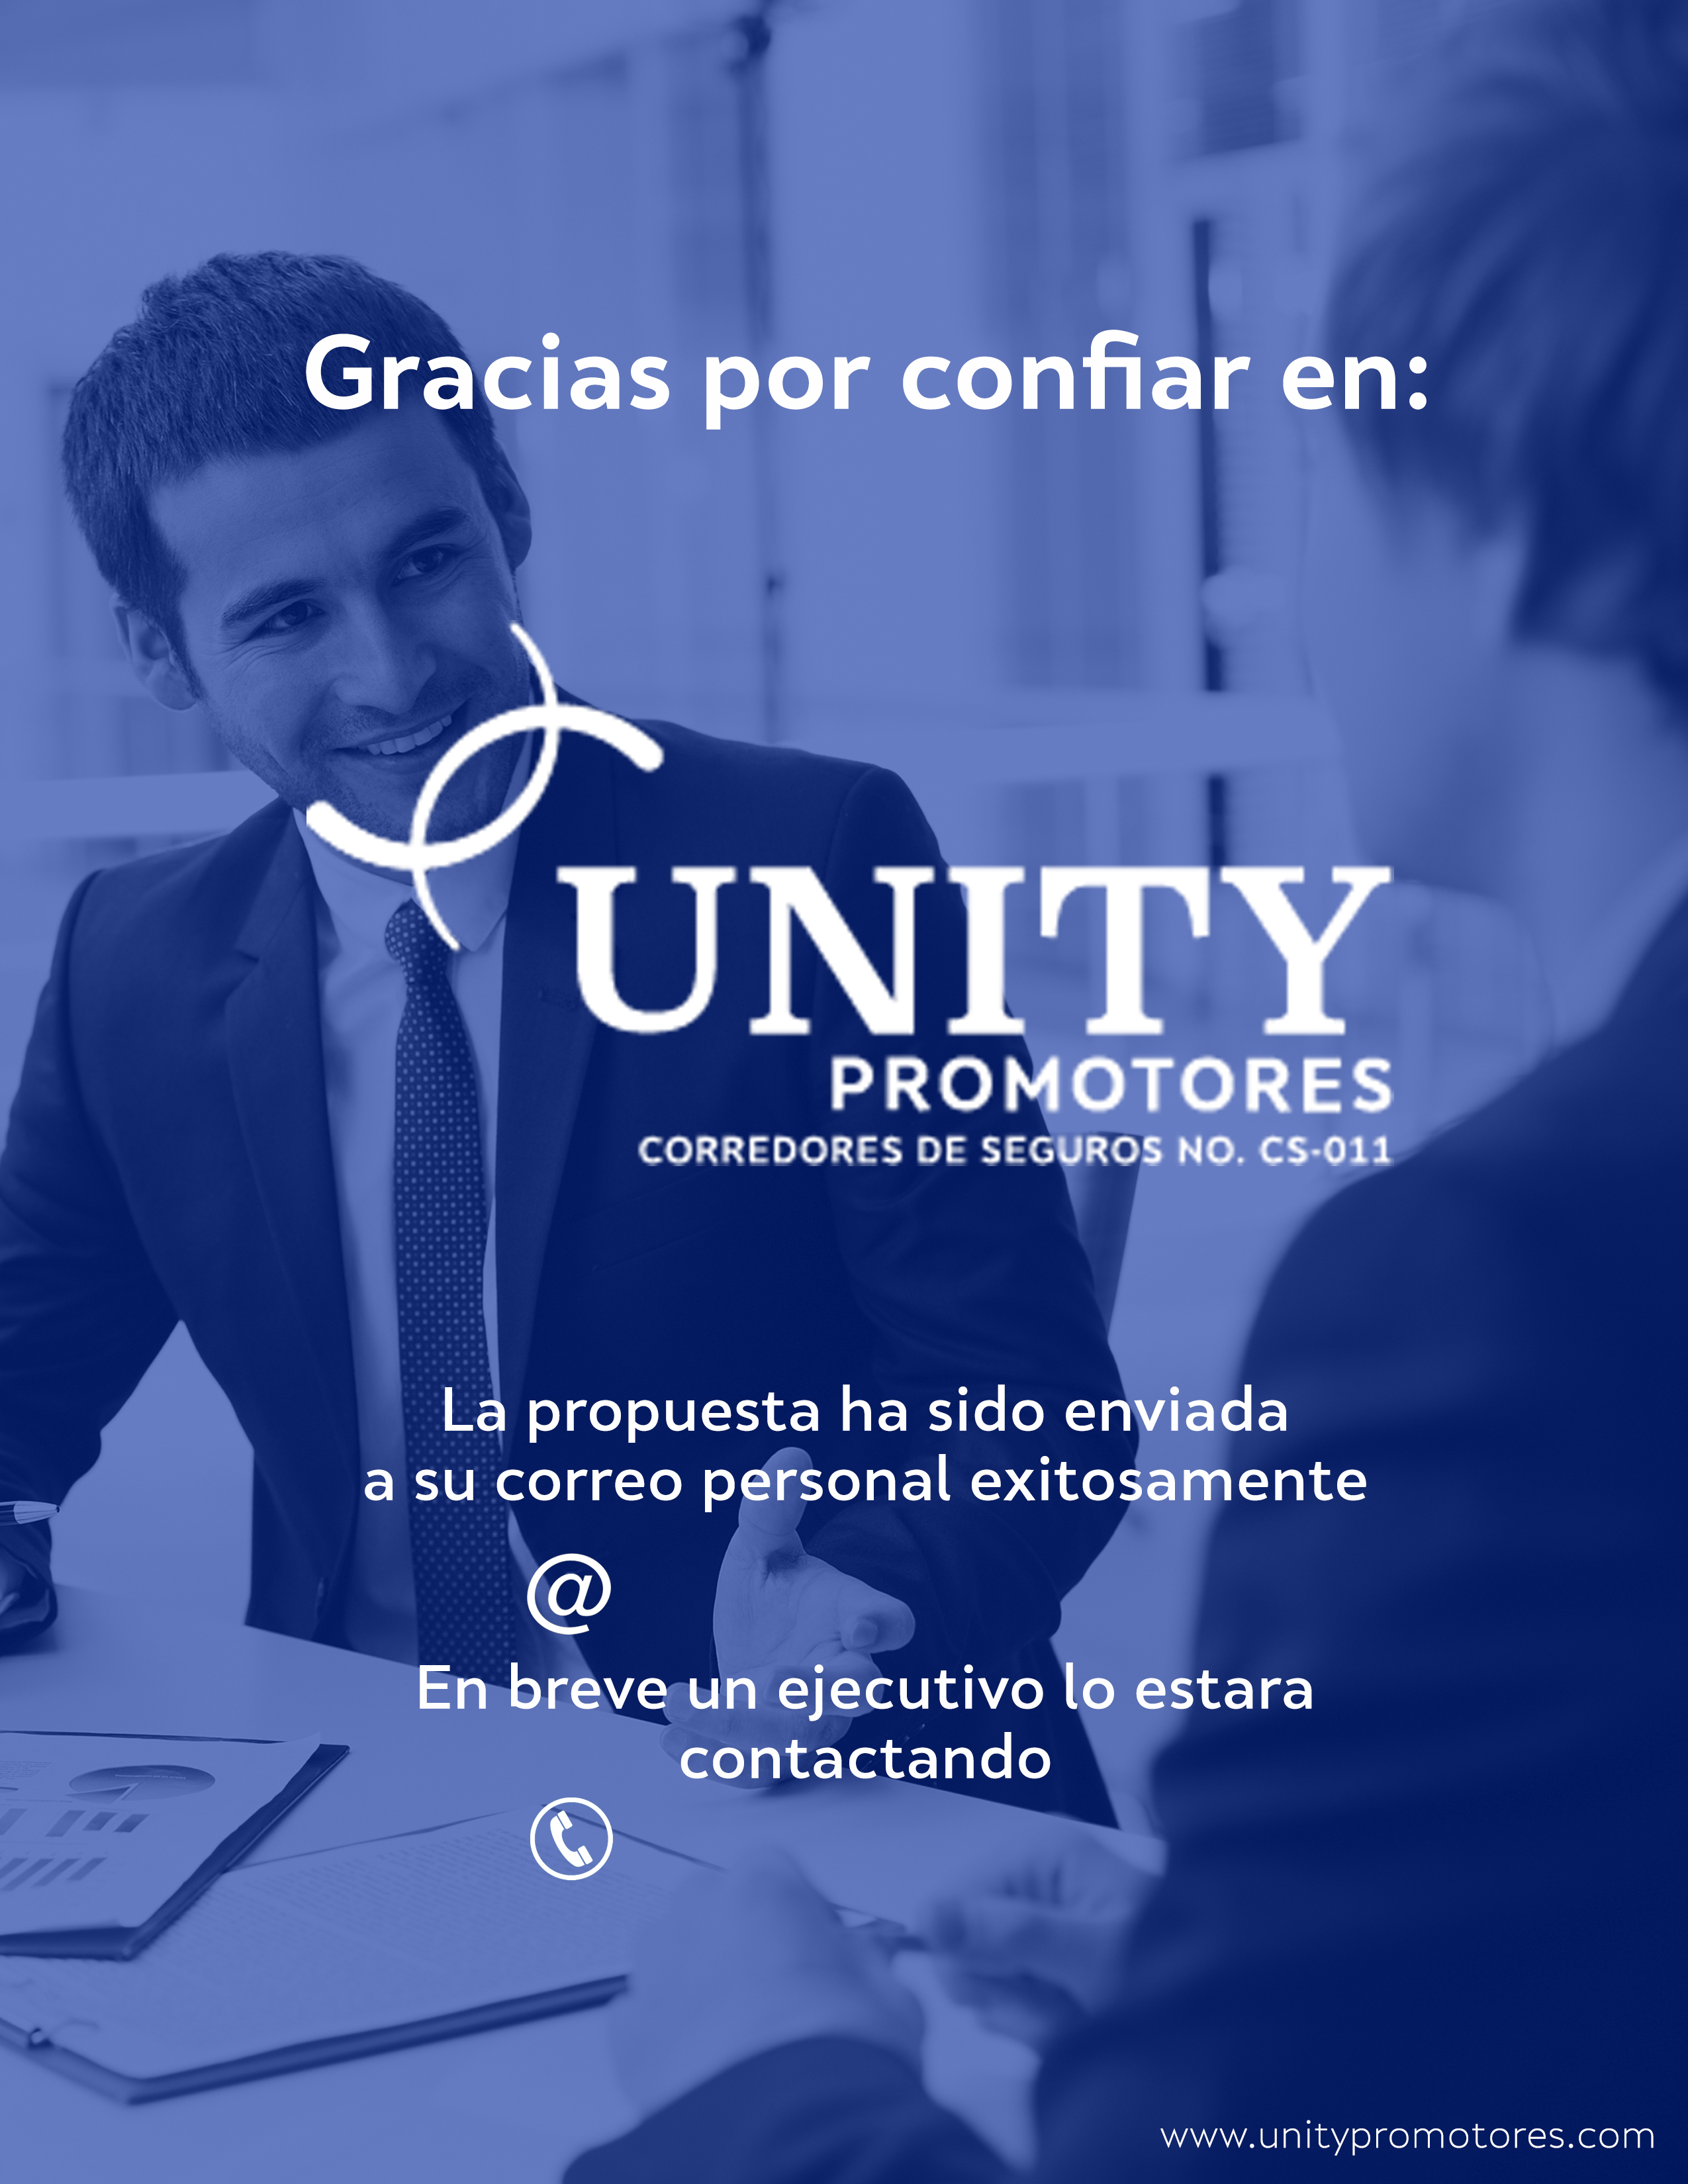 Gracias por confiar en:
UNITY
PROMOTORES
CORREDORES DE SEGUROS NO. CS-011
La propuesta ha sido enviada
a su correo personal exitosamente
@
En breve un ejecutivo lo estara
contactando
www.unitypromotores.com